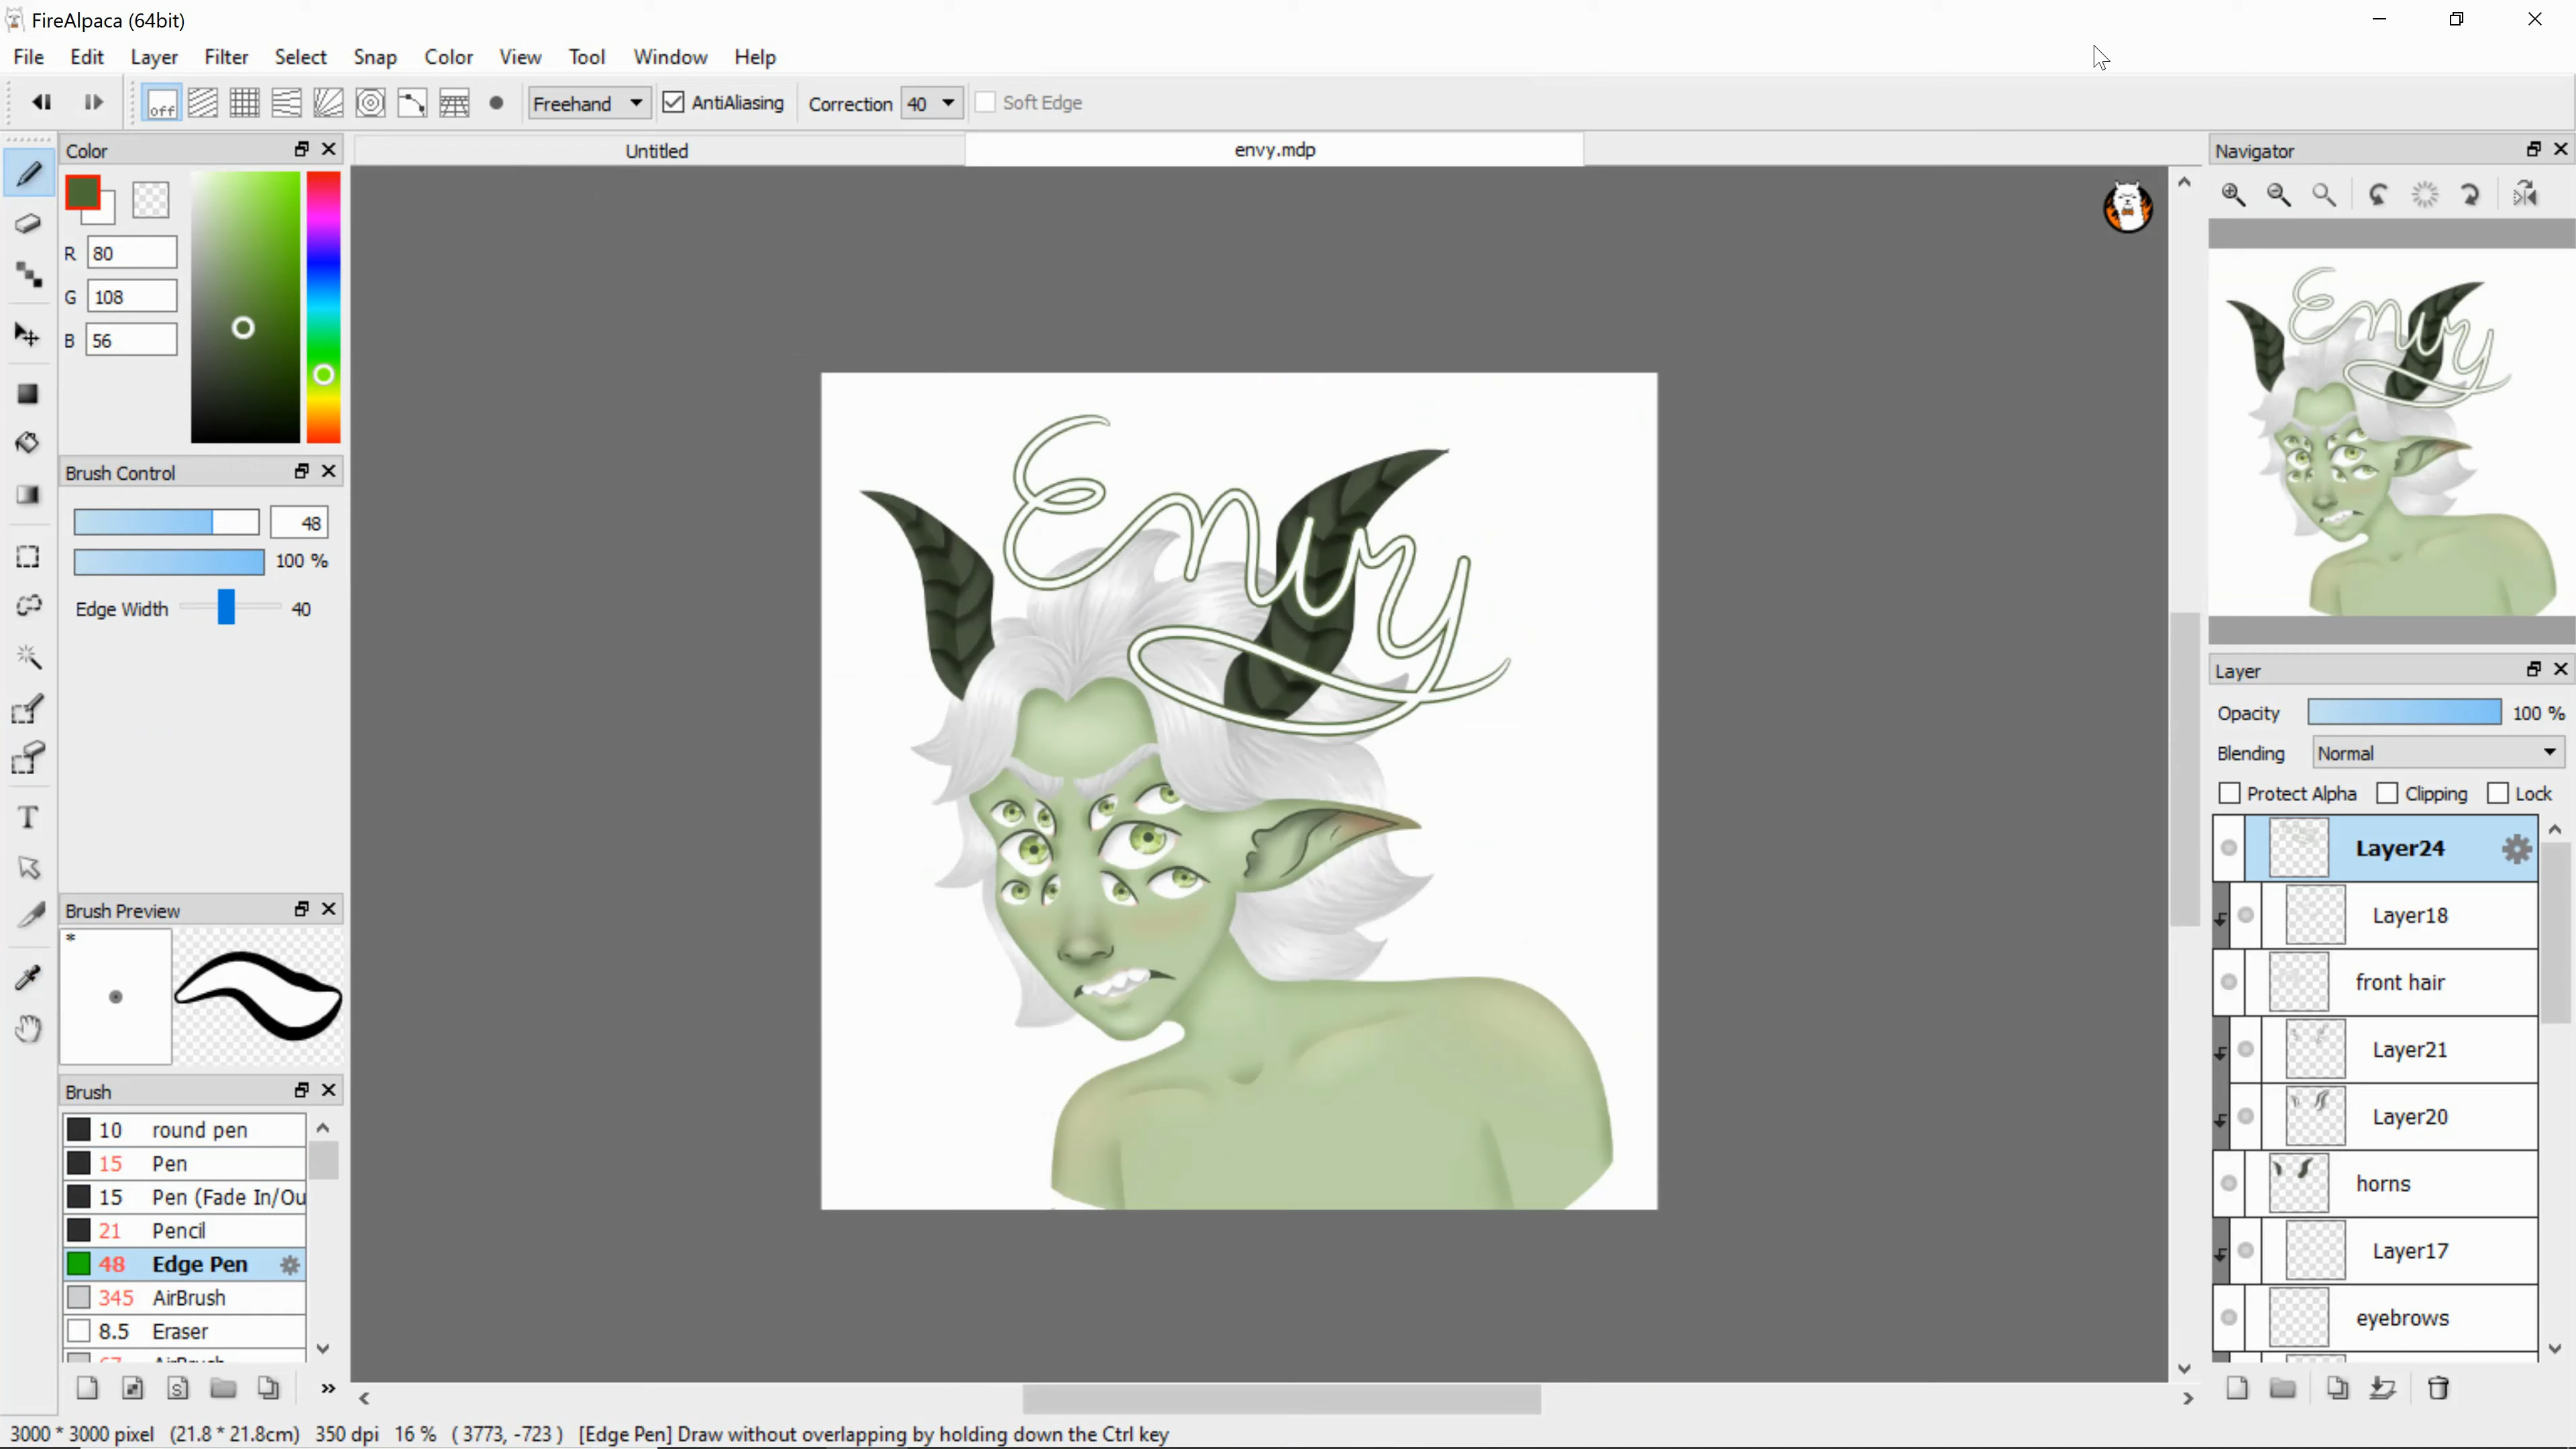 FireAlpaca (64bit)
File Edit Layer Filter Select Snap Color View Tool Window Help
off Freehand AntiAliasing Correction 40 Soft Edge
Color
R 80
G 108
B 56
Brush Control
48
100 %
Edge Width 40
Brush Preview
*
Brush
10 round pen
15 Pen
15 Pen (Fade In/Ou
21 Pencil
48 Edge Pen
345 AirBrush
8.5 Eraser
Untitled envy.mdp
Envy
Navigator
Envy
Layer
Opacity 100 %
Blending Normal
Protect Alpha Clipping Lock
Layer24
Layer18
front hair
Layer21
Layer20
horns
Layer17
eyebrows
3000 * 3000 pixel (21.8 * 21.8cm) 350 dpi 16 % ( 3773, -723 ) [Edge Pen] Draw without overlapping by holding down the Ctrl key